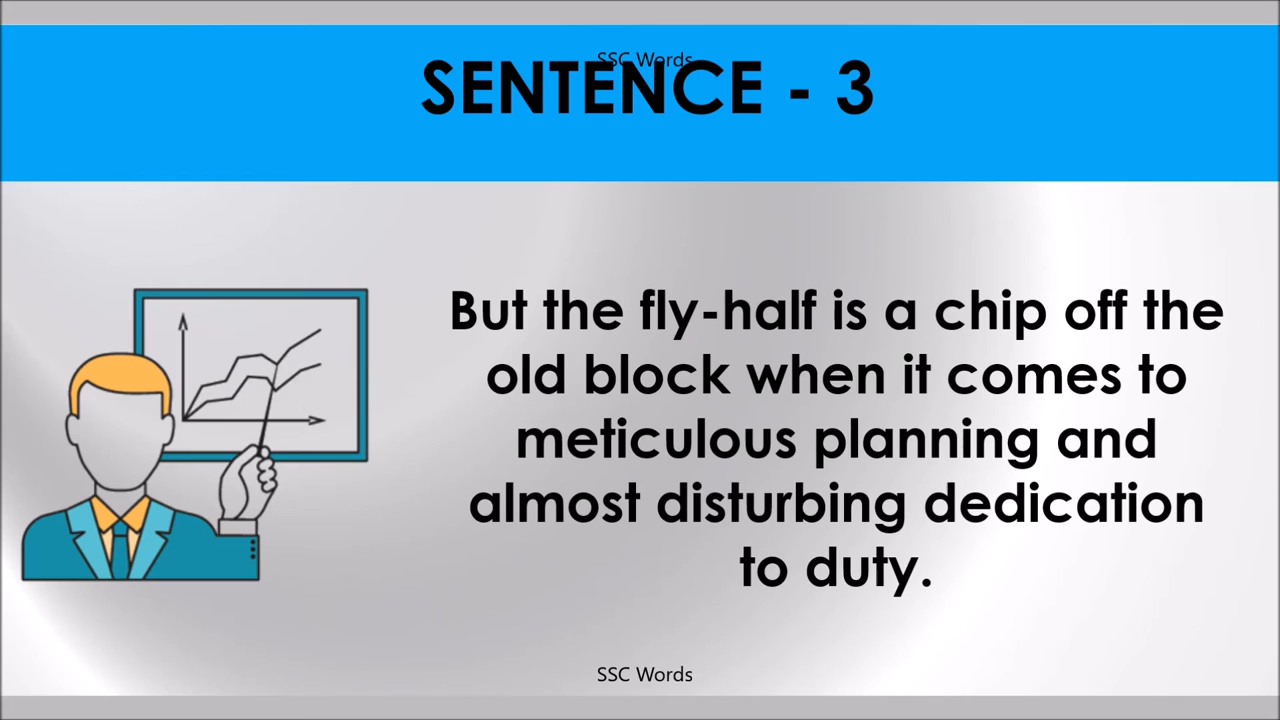 SSC Words
SENTENCE - 3
But the fly-half is a chip off the
old block when it comes to
meticulous planning and
almost disturbing dedication
to duty.
SSC Words